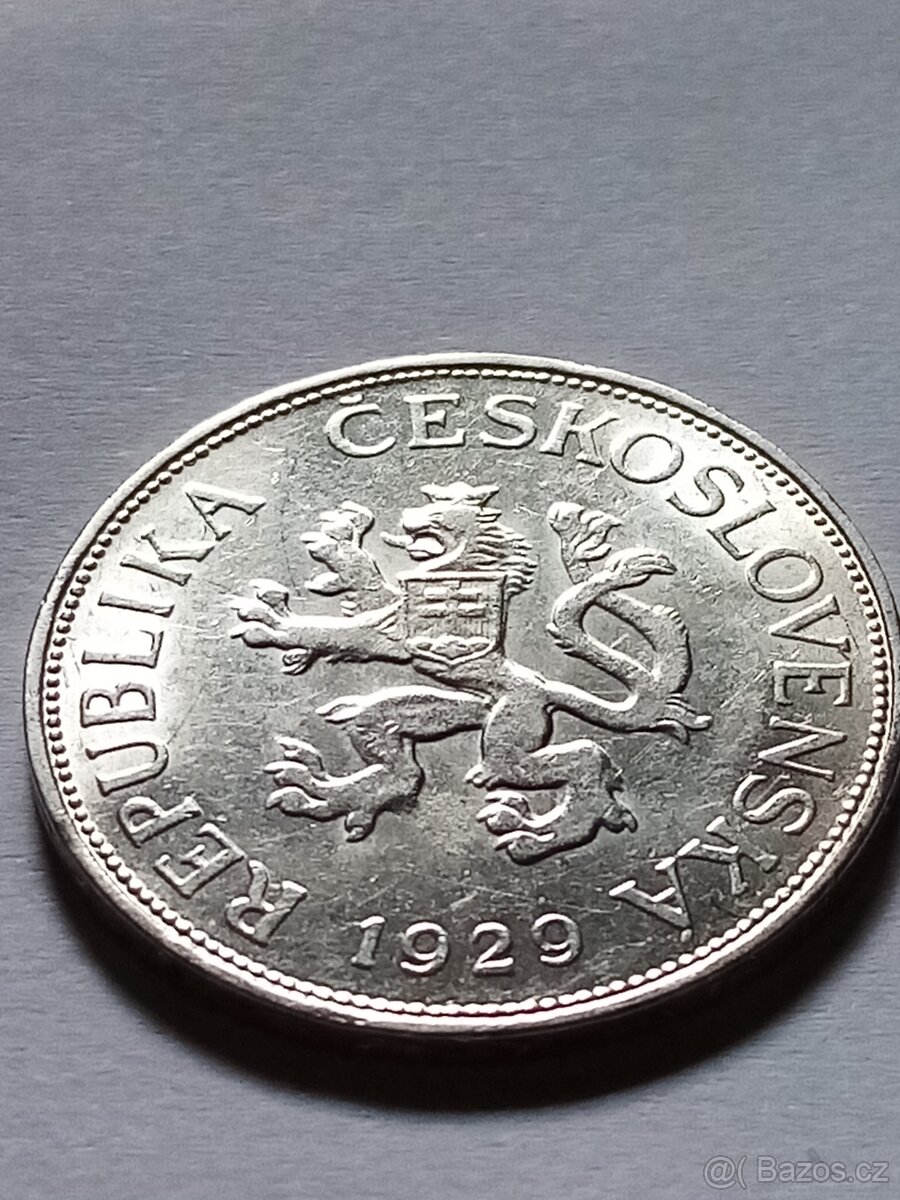 REPUBLIKA ČESKOSLOVENSKÁ
1929
@( Bazos.cz